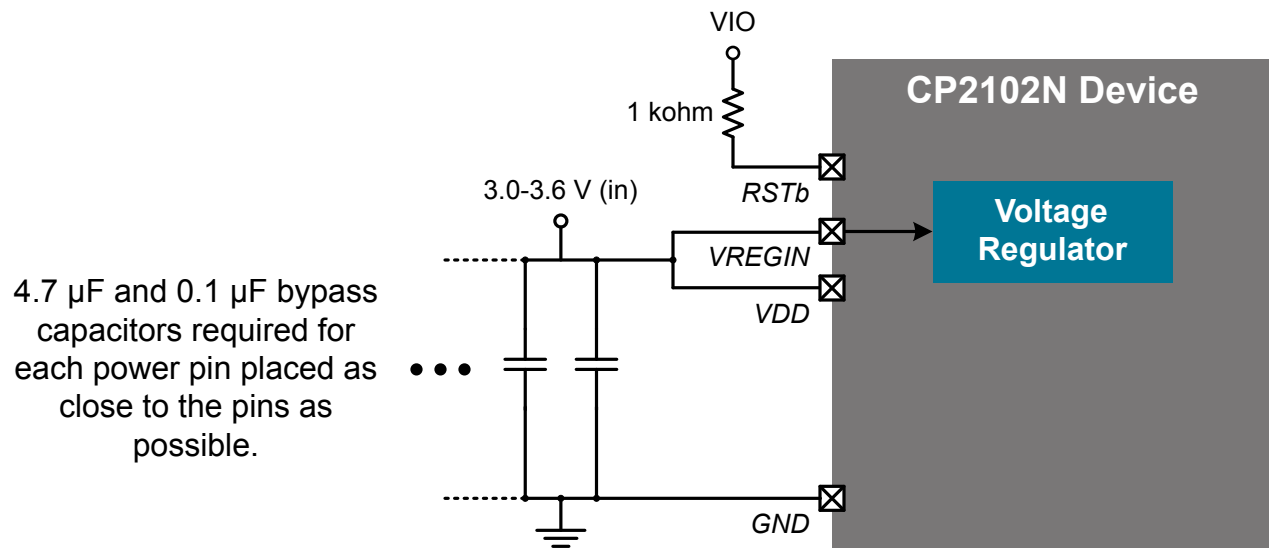 VIO
CP2102N Device
1 kohm
RSTb
3.0-3.6 V (in)
Voltage
Regulator
VREGIN
VDD
4.7 µF and 0.1 µF bypass
capacitors required for
each power pin placed as
close to the pins as
possible.
GND